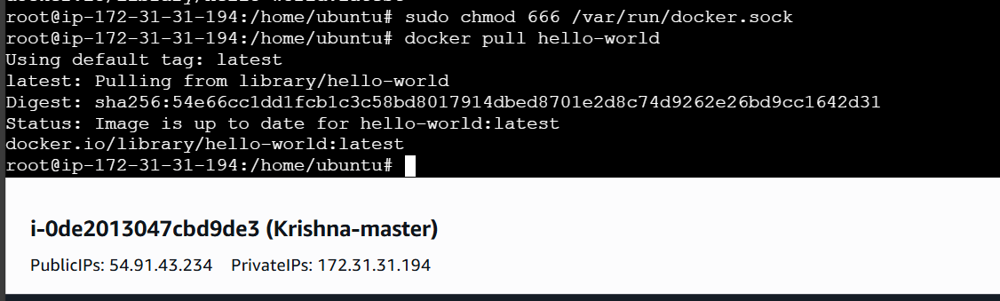 root@ip-172-31-31-194:/home/ubuntu# sudo chmod 666 /var/run/docker.sock
root@ip-172-31-31-194:/home/ubuntu# docker pull hello-world
Using default tag: latest
latest: Pulling from library/hello-world
Digest: sha256:54e66cc1dd1fcb1c3c58bd8017914dbed8701e2d8c74d9262e26bd9cc1642d31
Status: Image is up to date for hello-world:latest
docker.io/library/hello-world:latest
root@ip-172-31-31-194:/home/ubuntu#
i-0de2013047cbd9de3 (Krishna-master)
PublicIPs: 54.91.43.234 PrivateIPs: 172.31.31.194